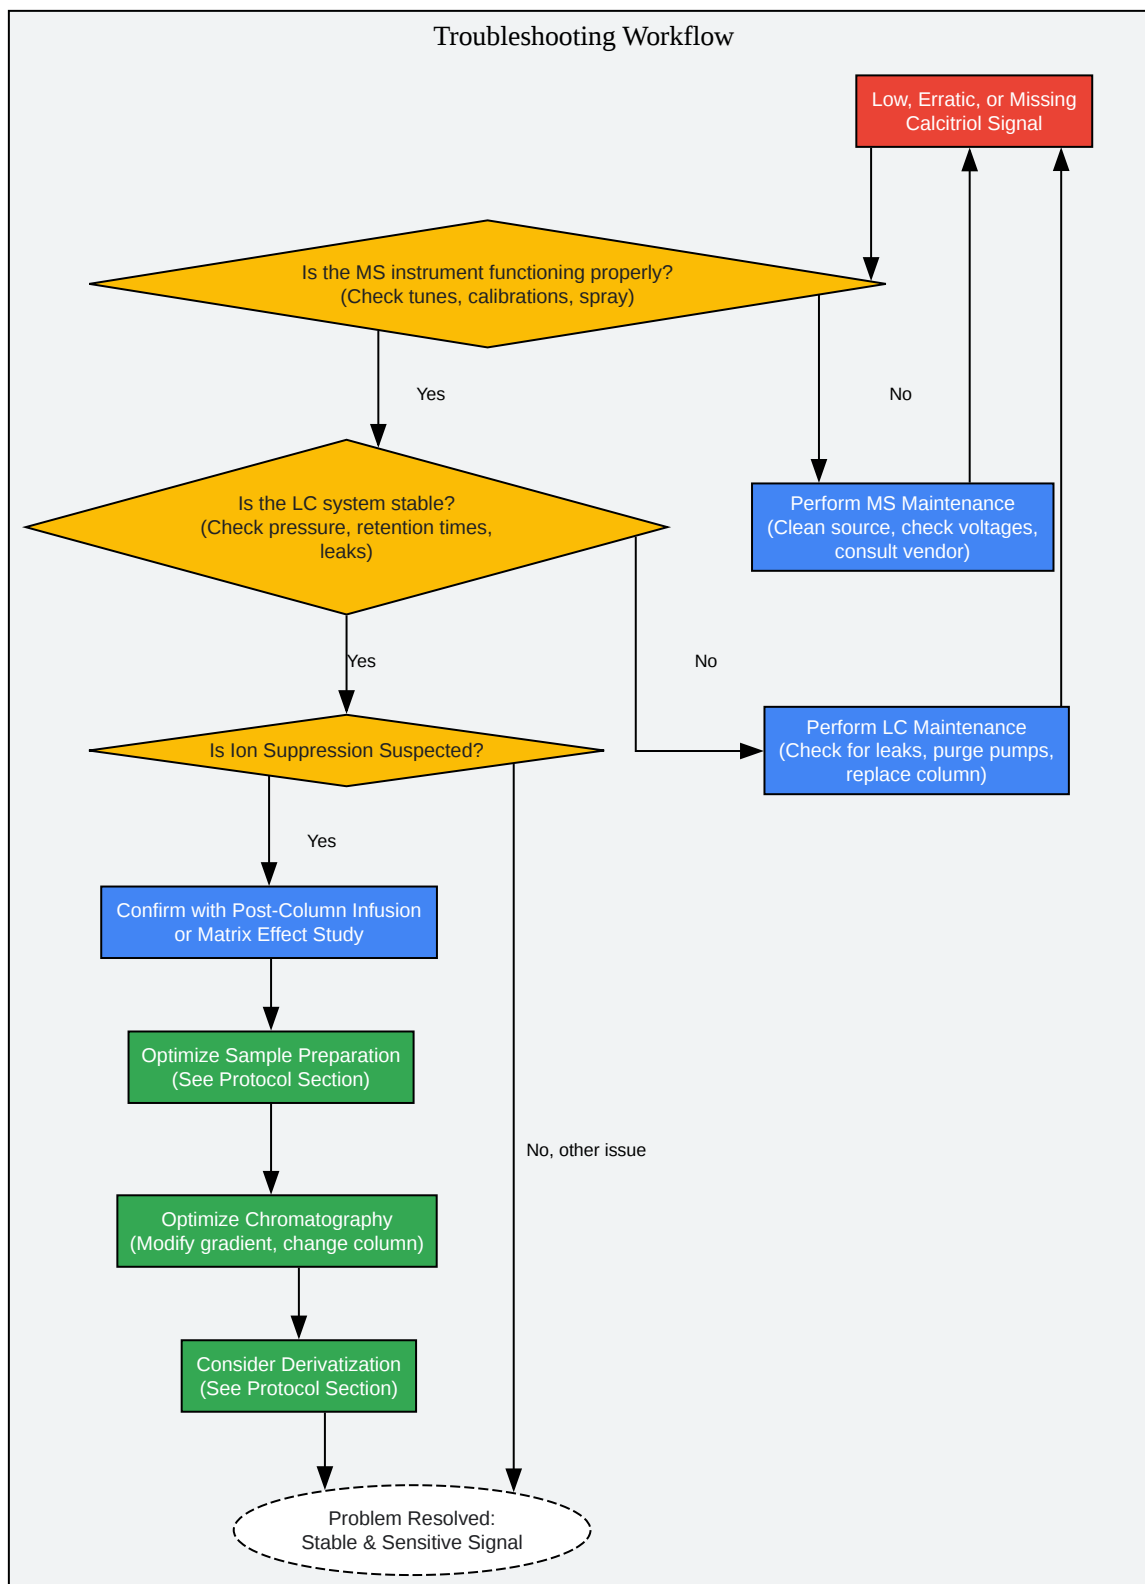 Troubleshooting Workflow
Low, Erratic, or Missing
Calcitriol Signal
Is the MS instrument functioning properly?
(Check tunes, calibrations, spray)
Yes
No
Is the LC system stable?
(Check pressure, retention times,
leaks)
Perform MS Maintenance
(Clean source, check voltages,
consult vendor)
Yes
No
Is Ion Suppression Suspected?
Perform LC Maintenance
(Check for leaks, purge pumps,
replace column)
Yes
Confirm with Post-Column Infusion
or Matrix Effect Study
Optimize Sample Preparation
(See Protocol Section)
No, other issue
Optimize Chromatography
(Modify gradient, change column)
Consider Derivatization
(See Protocol Section)
Problem Resolved:
Stable & Sensitive Signal